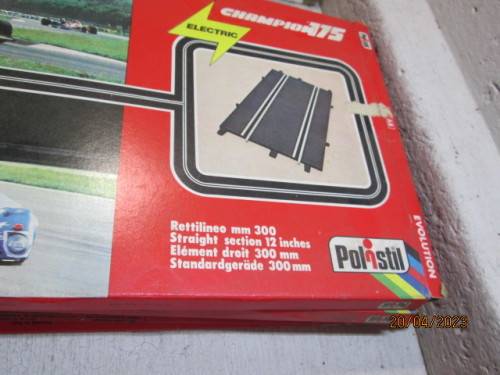 CHAMPION 175
ELECTRIC
Rettilineo mm 300
Straight section 12 inches
Elément droit 300 mm
Standardgeräde 300 mm
Polistil
EVOLUTION
20/04/2023